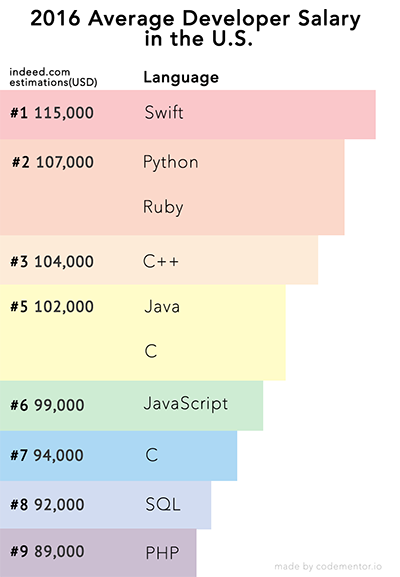 2016 Average Developer Salary
in the U.S.
indeed.com
estimations(USD)
Language
#1 115,000 Swift
#2 107,000 Python
Ruby
#3 104,000 C++
#5 102,000 Java
C
#6 99,000 JavaScript
#7 94,000 C
#8 92,000 SQL
#9 89,000 PHP
made by codementor.io